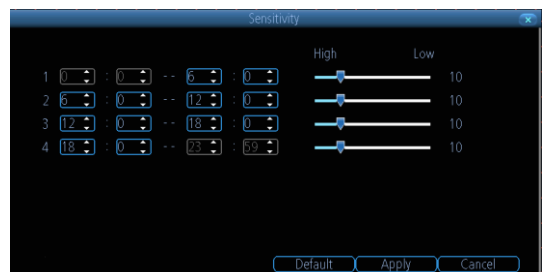 Sensitivity
High Low
1 0 : 0 -- 6 : 0 10
2 6 : 0 -- 12 : 0 10
3 12 : 0 -- 18 : 0 10
4 18 : 0 -- 23 : 59 10
Default Apply Cancel